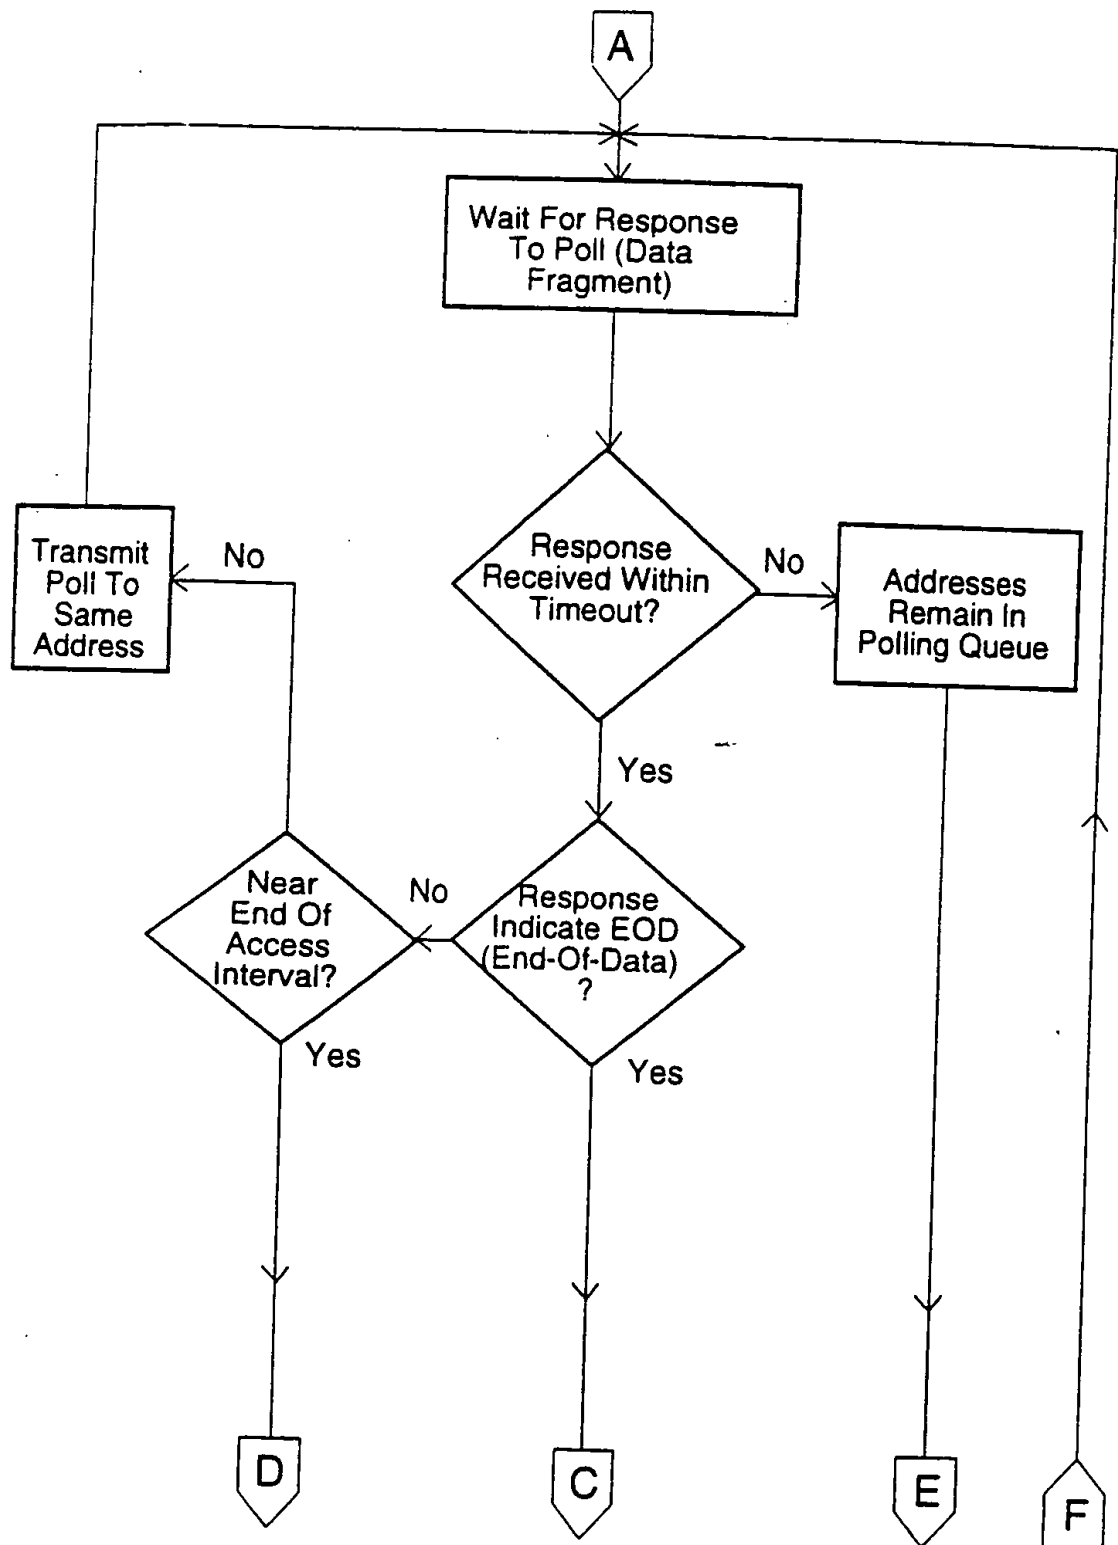 A
Wait For Response
To Poll (Data
Fragment)
Response
Received Within
Timeout?
No
Addresses
Remain In
Polling Queue
Transmit
Poll To
Same
Address
No
Yes
Response
Indicate EOD
(End-Of-Data)
?
No
Near
End Of
Access
Interval?
Yes
Yes
D
C
E
F